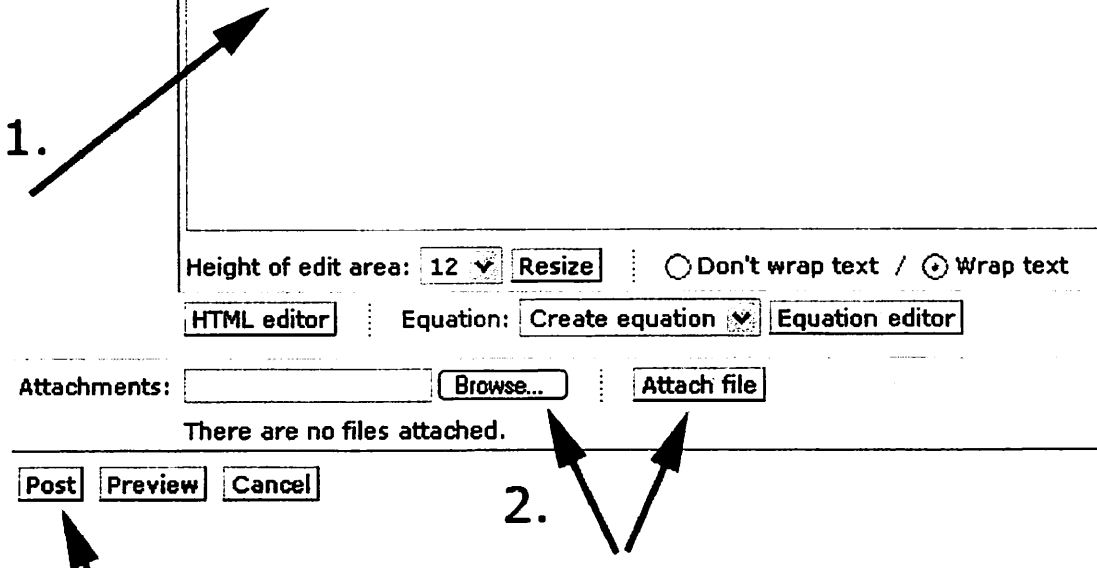 1.
Height of edit area: 12 Resize Don't wrap text / Wrap text
HTML editor Equation: Create equation Equation editor
Attachments: Browse... Attach file
There are no files attached.
Post Preview Cancel
2.